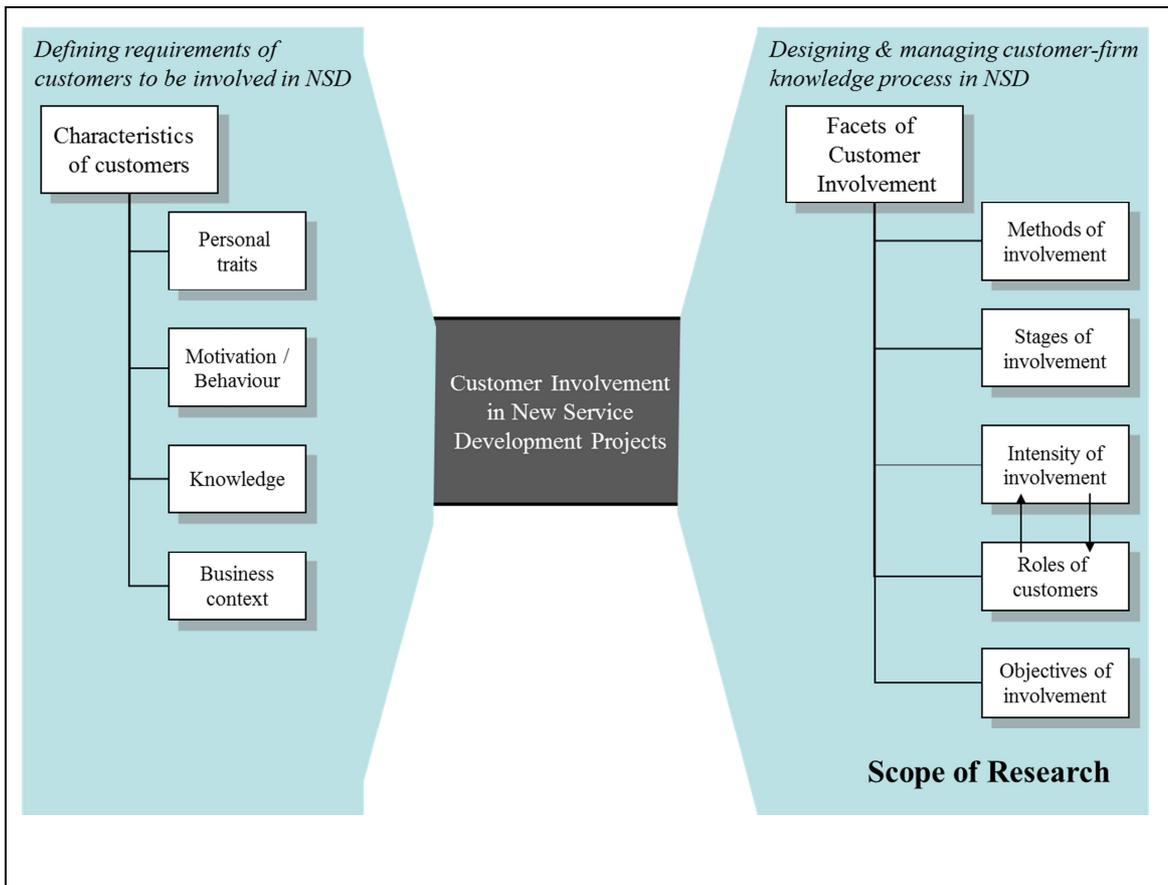 Defining requirements of
customers to be involved in NSD
Characteristics
of customers
Personal
traits
Motivation /
Behaviour
Knowledge
Business
context
Customer Involvement
in New Service
Development Projects
Designing & managing customer-firm
knowledge process in NSD
Facets of
Customer
Involvement
Methods of
involvement
Stages of
involvement
Intensity of
involvement
Roles of
customers
Objectives of
involvement
Scope of Research